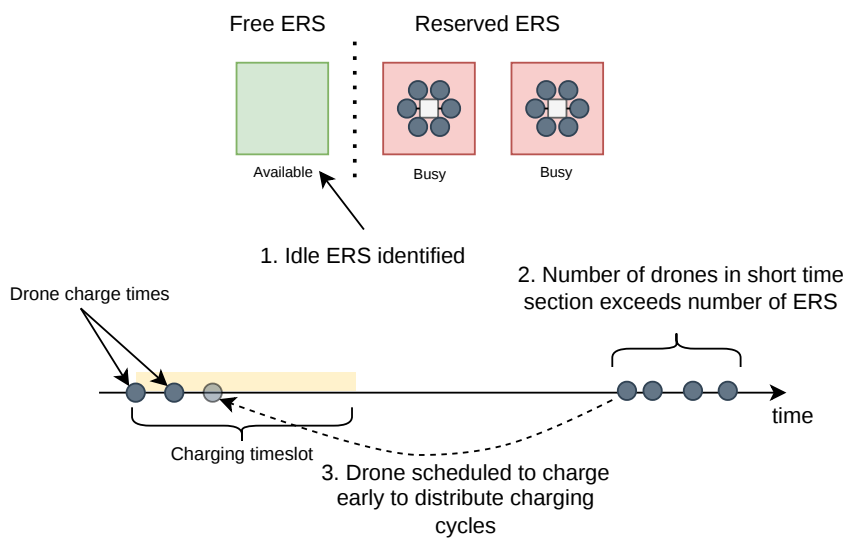 Free ERS
Reserved ERS
Available
Busy
Busy
1. Idle ERS identified
2. Number of drones in short time
section exceeds number of ERS
Drone charge times
time
Charging timeslot
3. Drone scheduled to charge
early to distribute charging
cycles